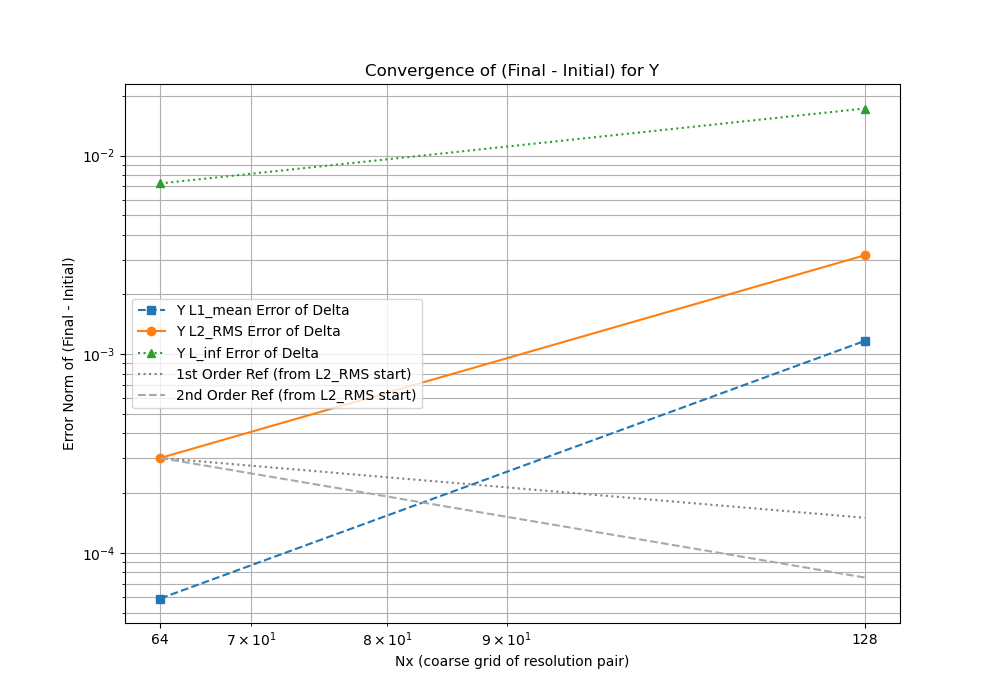 Convergence of (Final - Initial) for Y
Error Norm of (Final - Initial)
10⁻²
10⁻³
10⁻⁴
Y L1_mean Error of Delta
Y L2_RMS Error of Delta
Y L_inf Error of Delta
1st Order Ref (from L2_RMS start)
2nd Order Ref (from L2_RMS start)
64 7 × 10¹ 8 × 10¹ 9 × 10¹ 128
Nx (coarse grid of resolution pair)